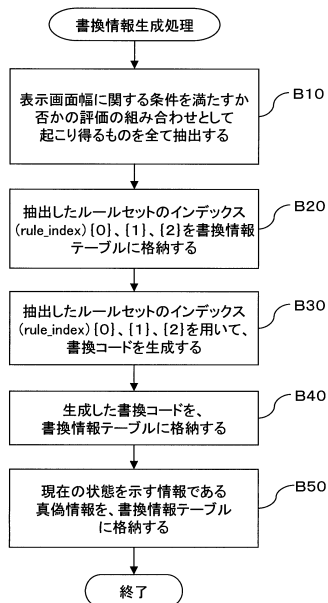 書換情報生成処理
B10
表示画面幅に関する条件を満たすか
否かの評価の組み合わせとして
起こり得るものを全て抽出する
B20
抽出したルールセットのインデックス
(rule_index){0}、{1}、{2}を書換情報
テーブルに格納する
B30
抽出したルールセットのインデックス
(rule_index){0}、{1}、{2}を用いて、
書換コードを生成する
B40
生成した書換コードを、
書換情報テーブルに格納する
B50
現在の状態を示す情報である
真偽情報を、書換情報テーブル
に格納する
終了